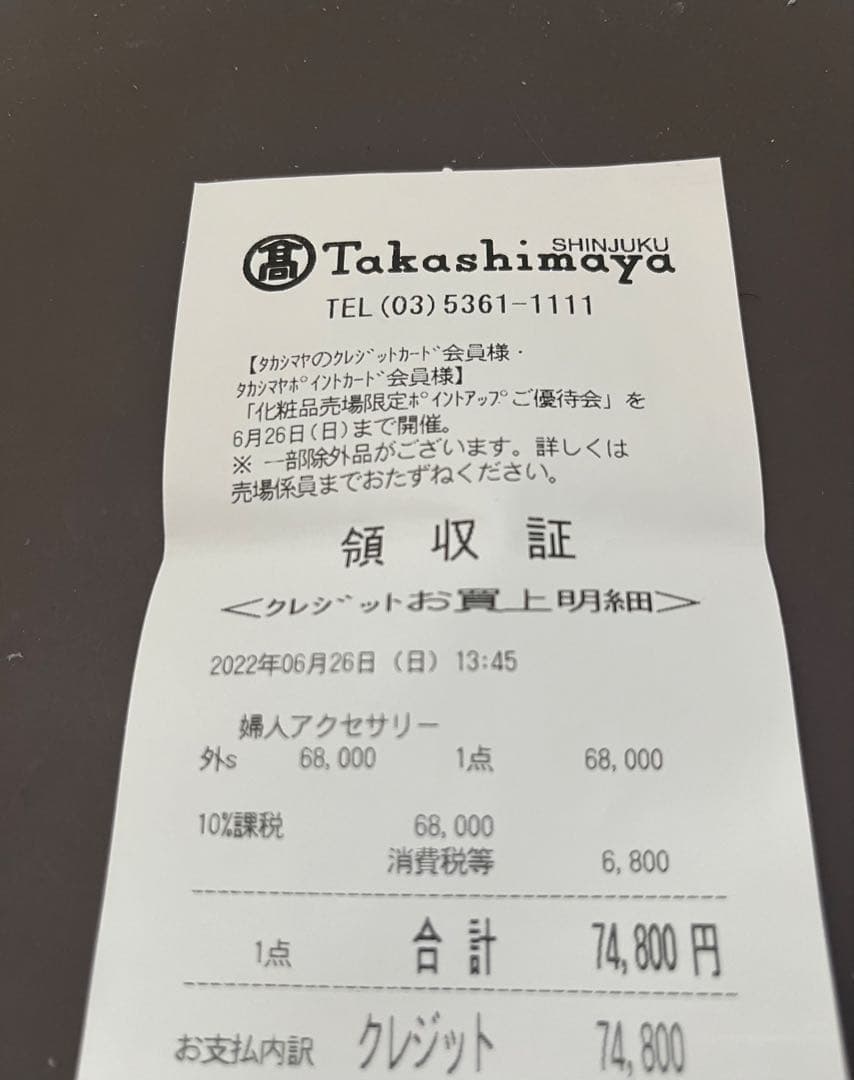 髙 Takashimaya SHINJUKU
TEL(03)5361-1111
【ﾀｶｼﾏﾔのｸﾚｼﾞｯﾄｶｰﾄﾞ会員様・
ﾀｶｼﾏﾔﾎﾟｲﾝﾄｶｰﾄﾞ会員様】
「化粧品売場限定ﾎﾟｲﾝﾄｱｯﾌﾟご優待会」を
6月26日(日)まで開催。
※ 一部除外品がございます。詳しくは
売場係員までおたずねください。
領 収 証
<クレジットお買上明細>
2022年06月26日 (日) 13:45
婦人アクセサリー
外s 68,000 1点 68,000
10%課税 68,000
消費税等 6,800
1点 合計 74,800円
お支払内訳 クレジット 74,800